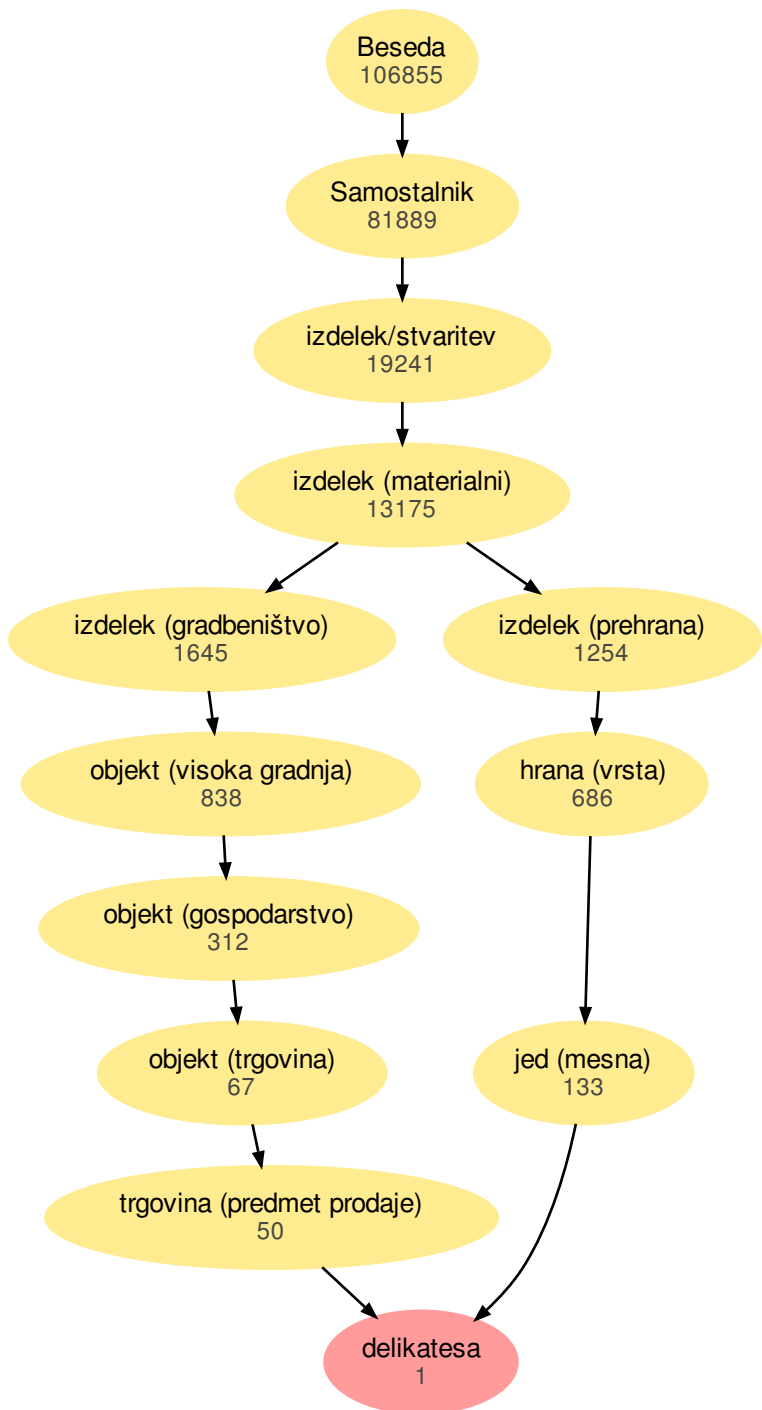 Beseda
106855
Samostalnik
81889
izdelek/stvaritev
19241
izdelek (materialni)
13175
izdelek (gradbeništvo)
1645
izdelek (prehrana)
1254
objekt (visoka gradnja)
838
hrana (vrsta)
686
objekt (gospodarstvo)
312
objekt (trgovina)
67
jed (mesna)
133
trgovina (predmet prodaje)
50
delikatesa
1